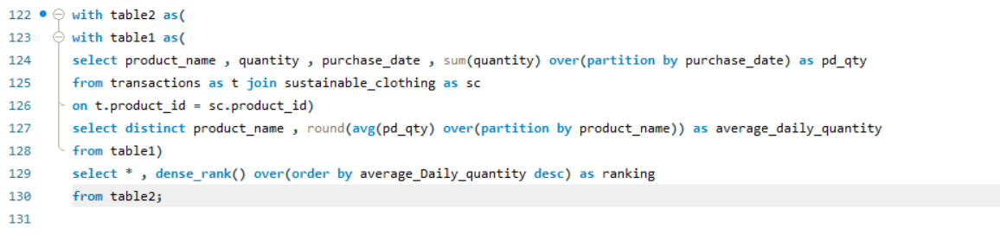 122 with table2 as(
123 with table1 as(
124 select product_name , quantity , purchase_date , sum(quantity) over(partition by purchase_date) as pd_qty
125 from transactions as t join sustainable_clothing as sc
126 on t.product_id = sc.product_id)
127 select distinct product_name , round(avg(pd_qty) over(partition by product_name)) as average_daily_quantity
128 from table1)
129 select * , dense_rank() over(order by average_Daily_quantity desc) as ranking
130 from table2;
131